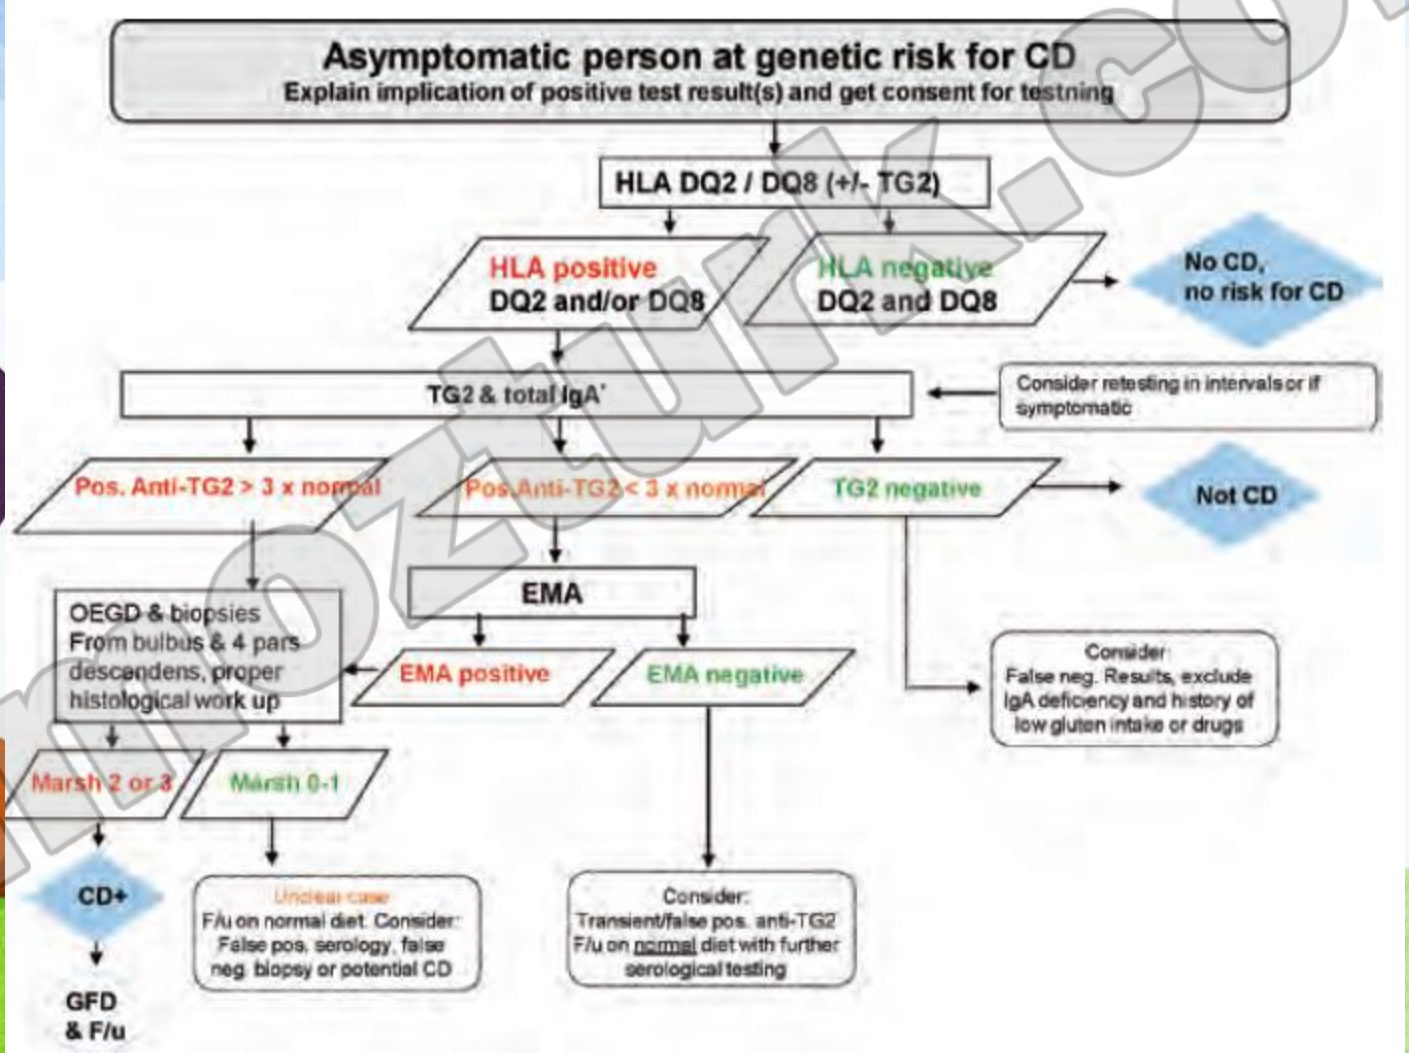 Asymptomatic person at genetic risk for CD
Explain implication of positive test result(s) and get consent for testning
HLA DQ2 / DQ8 (+/- TG2)
HLA positive
DQ2 and/or DQ8
HLA negative
DQ2 and DQ8
No CD,
no risk for CD
TG2 & total IgA*
Consider retesting in intervals or if
symptomatic
Pos. Anti-TG2 > 3 x normal
Pos.Anti-TG2 < 3 x normal
TG2 negative
Not CD
EMA
OEGD & biopsies
From bulbus & 4 pars
descendens, proper
histological work up
EMA positive
EMA negative
Consider:
False neg. Results, exclude
IgA deficiency and history of
low gluten intake or drugs
Marsh 2 or 3
Marsh 0-1
CD+
Unclear case
F/u on normal diet. Consider:
False pos. serology, false
neg. biopsy or potential CD
Consider:
Transient/false pos. anti-TG2
F/u on normal diet with further
serological testing
GFD
& F/u